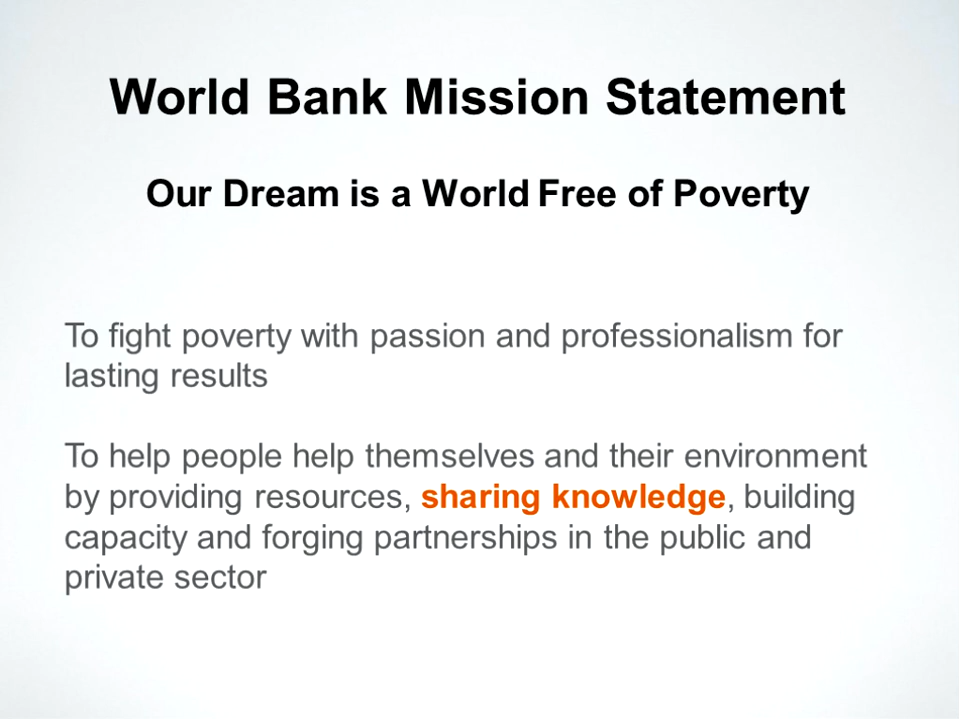 World Bank Mission Statement
Our Dream is a World Free of Poverty
To fight poverty with passion and professionalism for
lasting results
To help people help themselves and their environment
by providing resources, sharing knowledge, building
capacity and forging partnerships in the public and
private sector